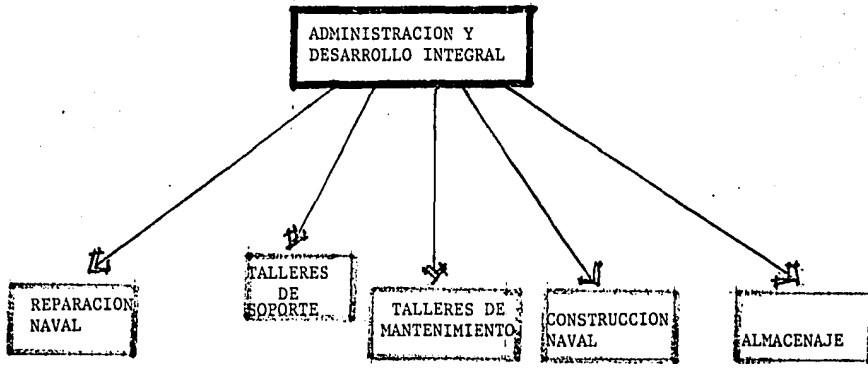 ADMINISTRACION Y
DESARROLLO INTEGRAL
REPARACION
NAVAL
TALLERES
DE
SOPORTE
TALLERES DE
MANTENIMIENTO
CONSTRUCCION
NAVAL
ALMACENAJE